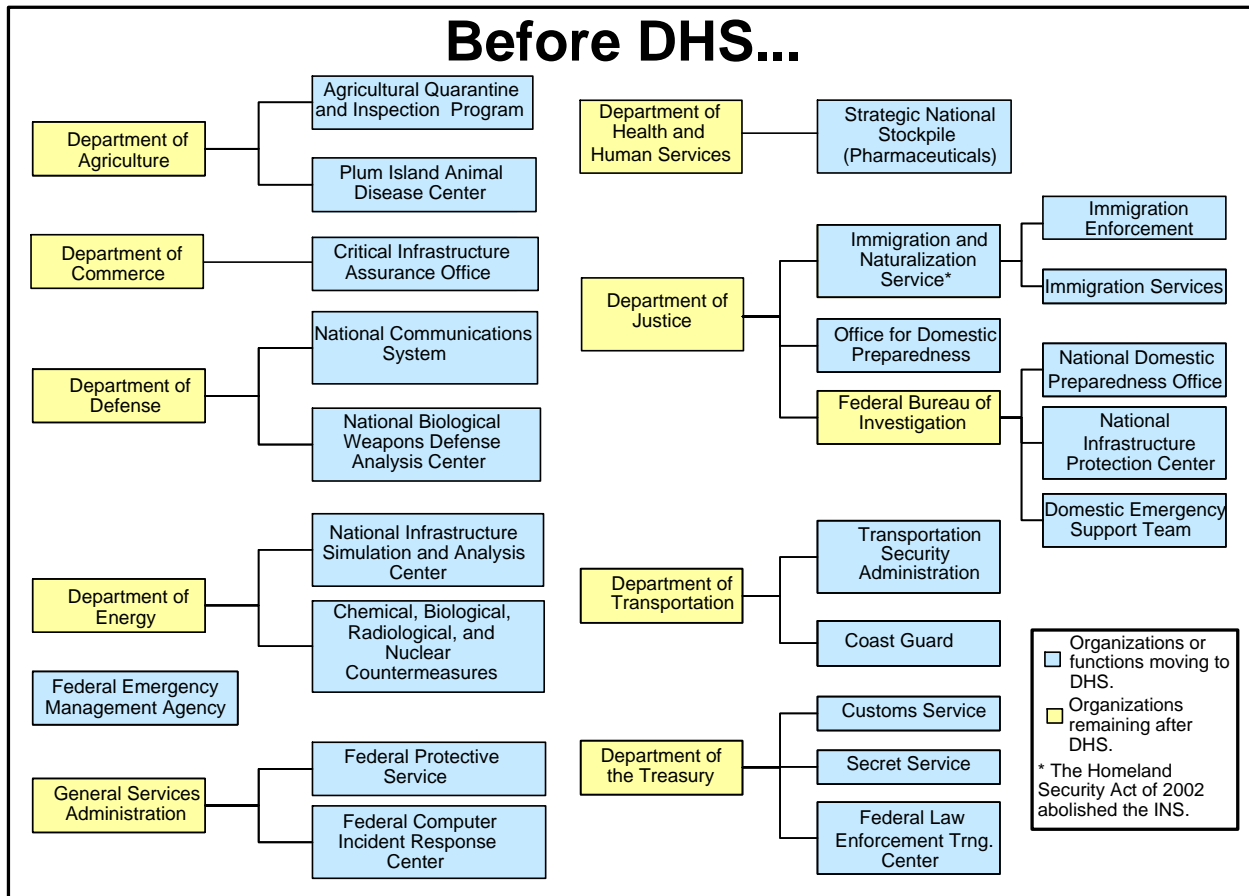 Before DHS...
Department of
Agriculture
Agricultural Quarantine
and Inspection Program
Plum Island Animal
Disease Center
Department of
Commerce
Critical Infrastructure
Assurance Office
Department of
Defense
National Communications
System
National Biological
Weapons Defense
Analysis Center
Department of
Energy
National Infrastructure
Simulation and Analysis
Center
Chemical, Biological,
Radiological, and
Nuclear
Countermeasures
Federal Emergency
Management Agency
General Services
Administration
Federal Protective
Service
Federal Computer
Incident Response
Center
Department of
Health and
Human Services
Strategic National
Stockpile
(Pharmaceuticals)
Department of
Justice
Immigration and
Naturalization
Service*
Immigration
Enforcement
Immigration Services
Office for Domestic
Preparedness
Federal Bureau of
Investigation
National Domestic
Preparedness Office
National
Infrastructure
Protection Center
Domestic Emergency
Support Team
Department of
Transportation
Transportation
Security
Administration
Coast Guard
Department of
the Treasury
Customs Service
Secret Service
Federal Law
Enforcement Trng.
Center
Organizations or
functions moving to
DHS.
Organizations
remaining after
DHS.
* The Homeland
Security Act of 2002
abolished the INS.